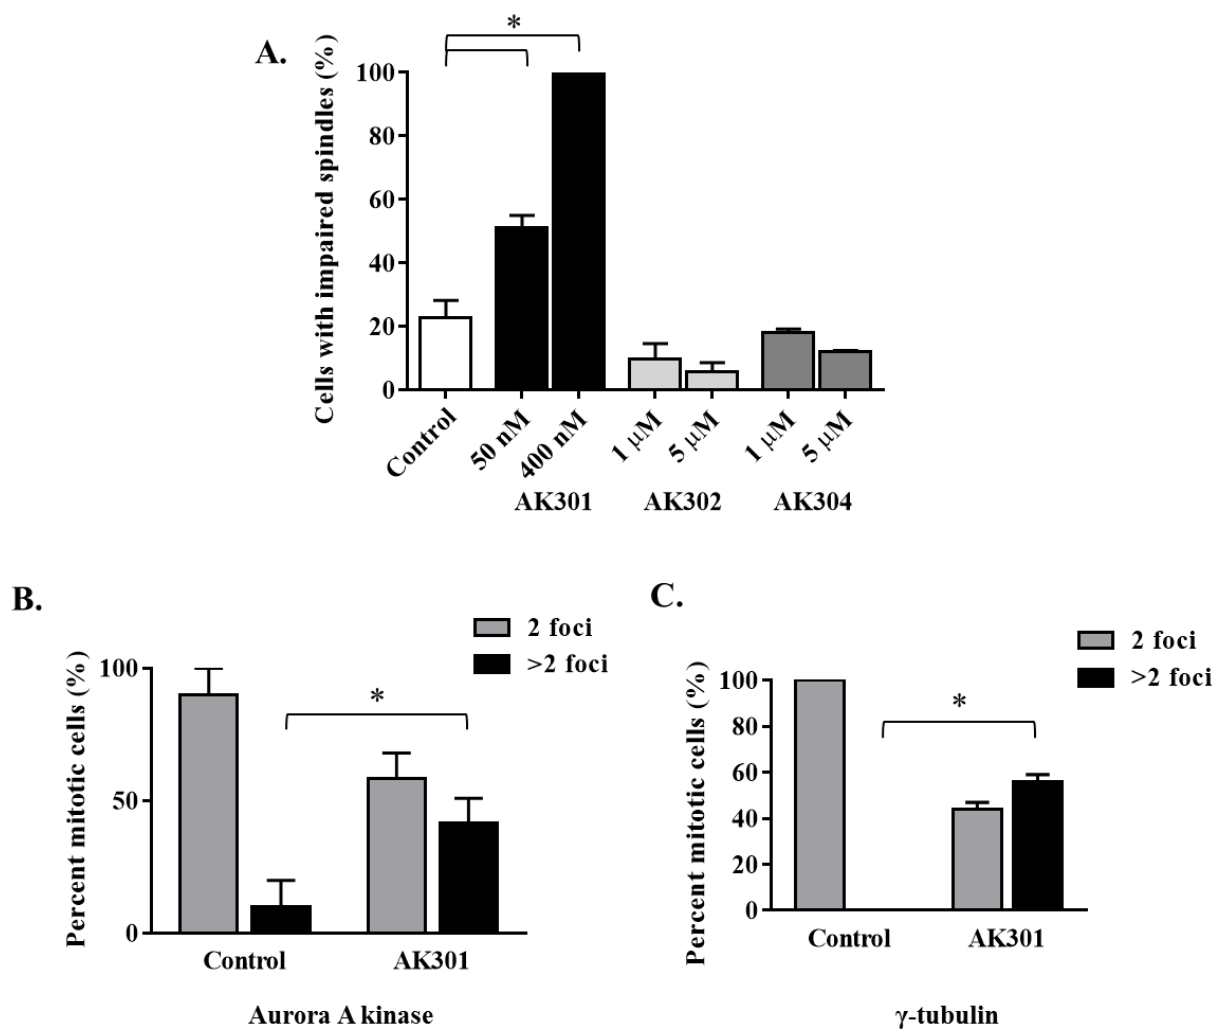 A.
*
Cells with impaired spindles (%)
100
80
60
40
20
0
Control
50 nM
400 nM
1 μM
5 μM
1 μM
5 μM
AK301
AK302
AK304
B.
2 foci
>2 foci
Percent mitotic cells (%)
100
50
0
*
Control
AK301
Aurora A kinase
C.
2 foci
>2 foci
Percent mitotic cells (%)
100
80
60
40
20
0
*
Control
AK301
γ-tubulin